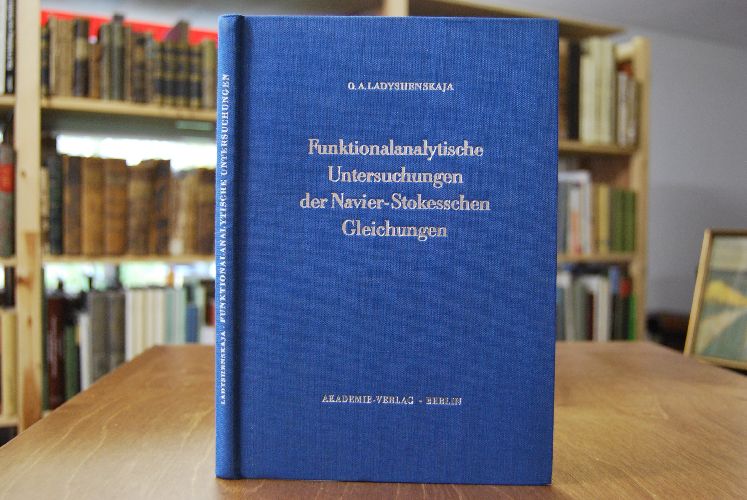 O. A. LADYSHENSKAJA
Funktionalanalytische
Untersuchungen
der Navier-Stokesschen
Gleichungen
AKADEMIE-VERLAG · BERLIN
LADYSHENSKAJA · FUNKTIONALANALYTISCHE UNTERSUCHUNGEN